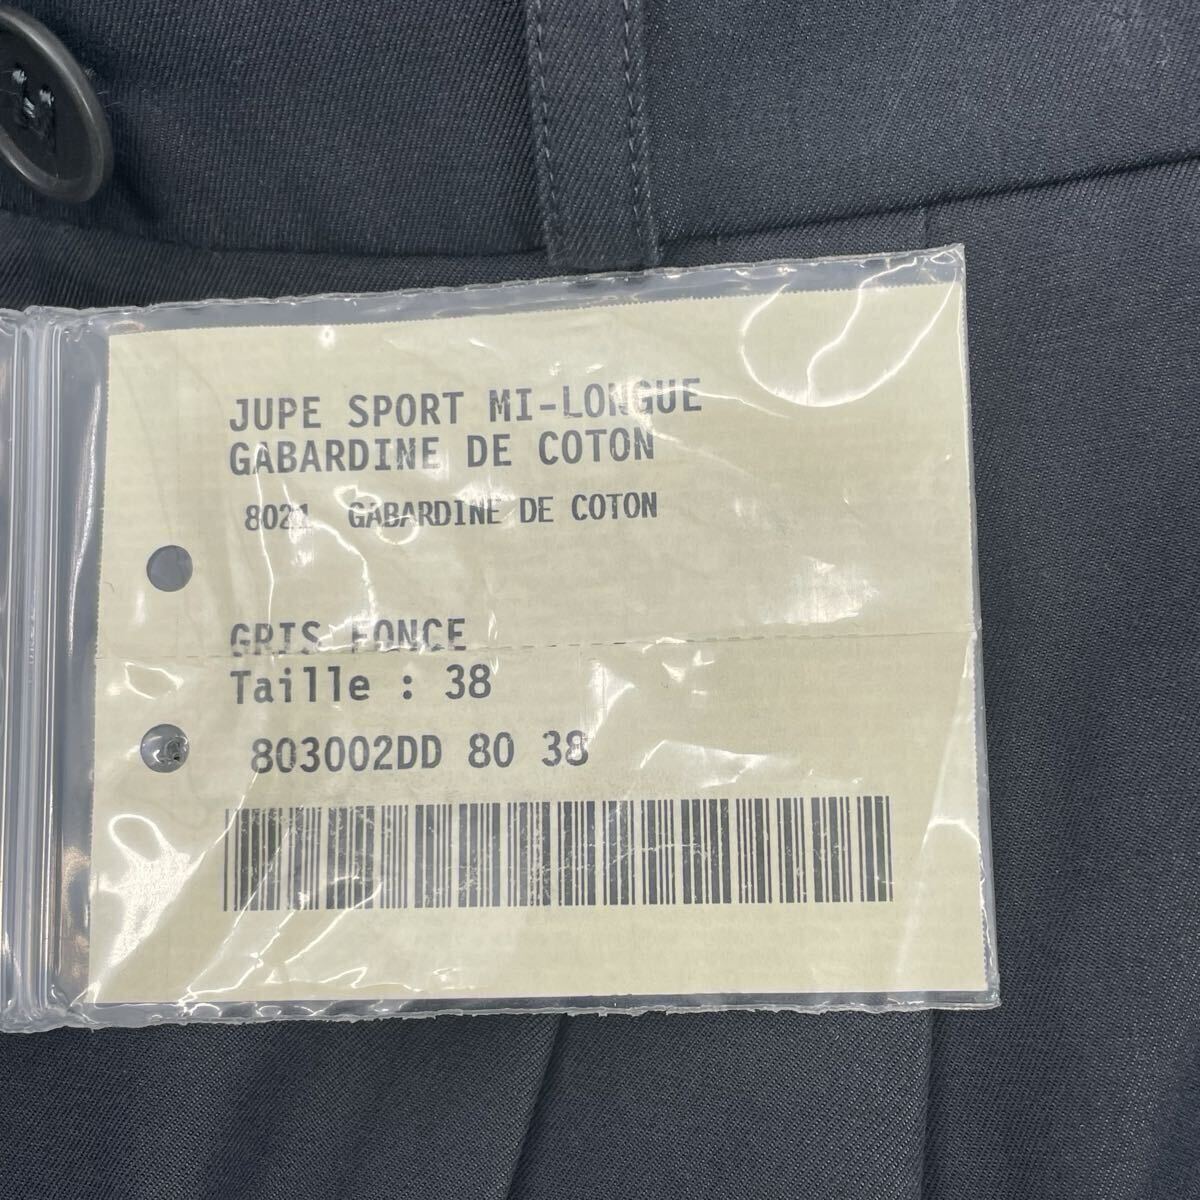 JUPE SPORT MI-LONGUE
GABARDINE DE COTON
8021 GABARDINE DE COTON
GRIS FONCE
Taille : 38
803002DD 80 38